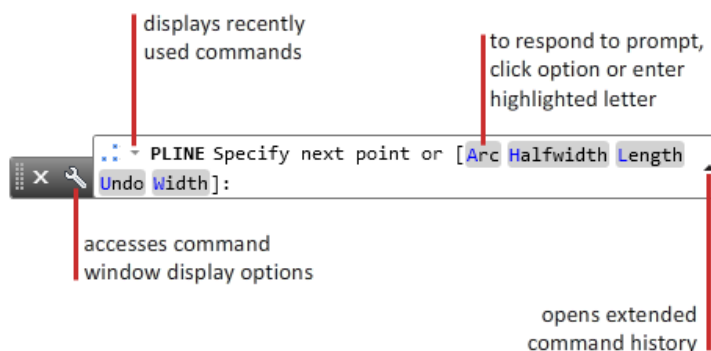 displays recently
used commands
to respond to prompt,
click option or enter
highlighted letter
PLINE Specify next point or [Arc Halfwidth Length
Undo Width]:
accesses command
window display options
opens extended
command history